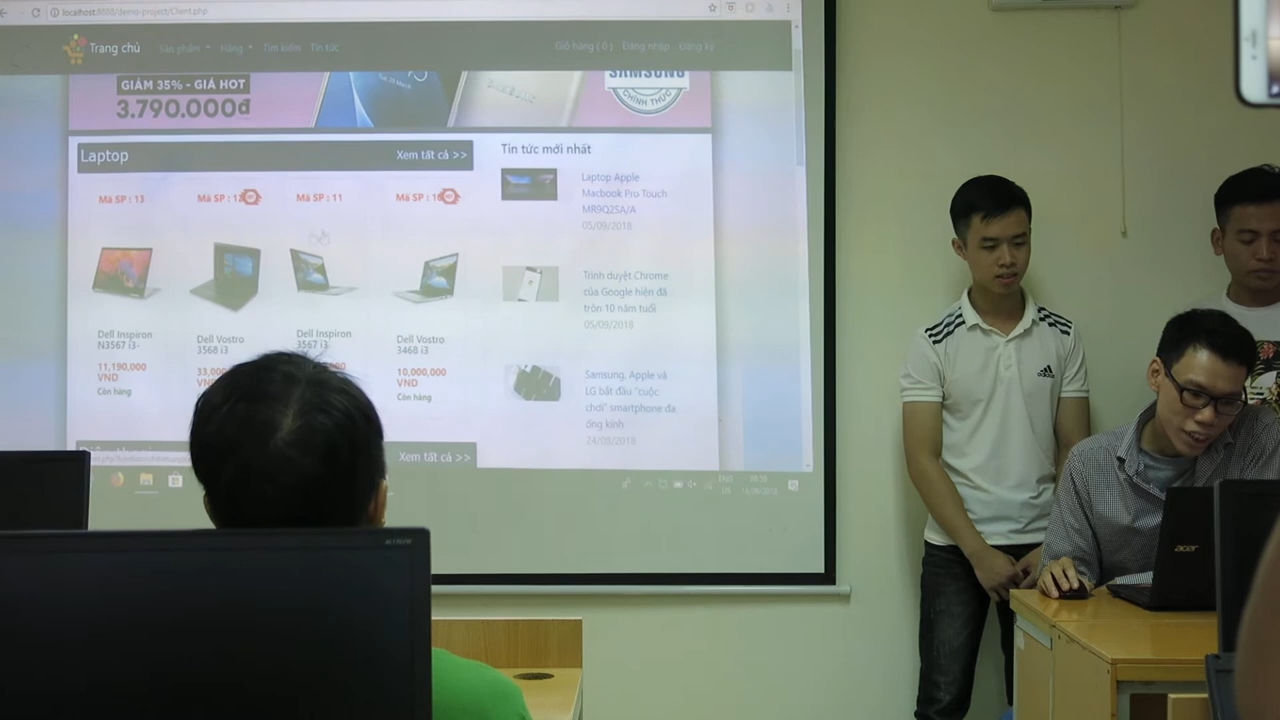 localhost:8888/demo-project/Client.php
Trang chủ Sản phẩm Hãng Tìm kiếm Tin tức Giỏ hàng ( 0 ) Đăng nhập Đăng ký
GIẢM 35% - GIÁ HOT
3.790.000đ
SAMSUNG
CHÍNH THỨC
Laptop
Xem tất cả >>
Mã SP : 13
Mã SP : 11
Dell Inspiron
N3567 i3-
11,190,000
VND
Còn hàng
Dell Vostro
3568 i3
Dell Inspiron
3567 i3
Dell Vostro
3468 i3
10,000,000
VND
Còn hàng
Xem tất cả >>
Tin tức mới nhất
Laptop Apple
Macbook Pro Touch
MR9Q2SA/A
05/09/2018
Trình duyệt Chrome
của Google hiện đã
tròn 10 năm tuổi
05/09/2018
Samsung, Apple và
LG bắt đầu "cuộc
chơi" smartphone đa
ống kính
24/08/2018
adidas
acer